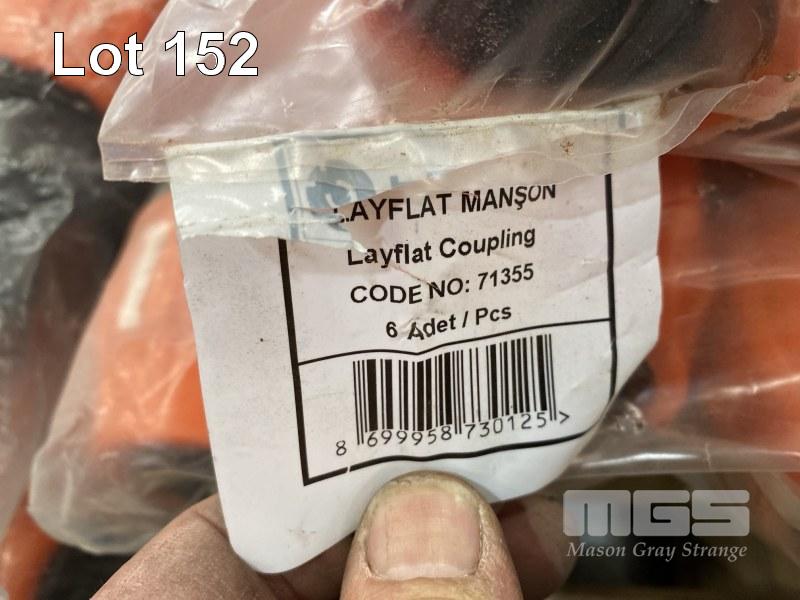 Lot 152
LAYFLAT MANŞON
Layflat Coupling
CODE NO: 71355
6 Adet / Pcs
8 699958 730125 >
MGS
Mason Gray Strange